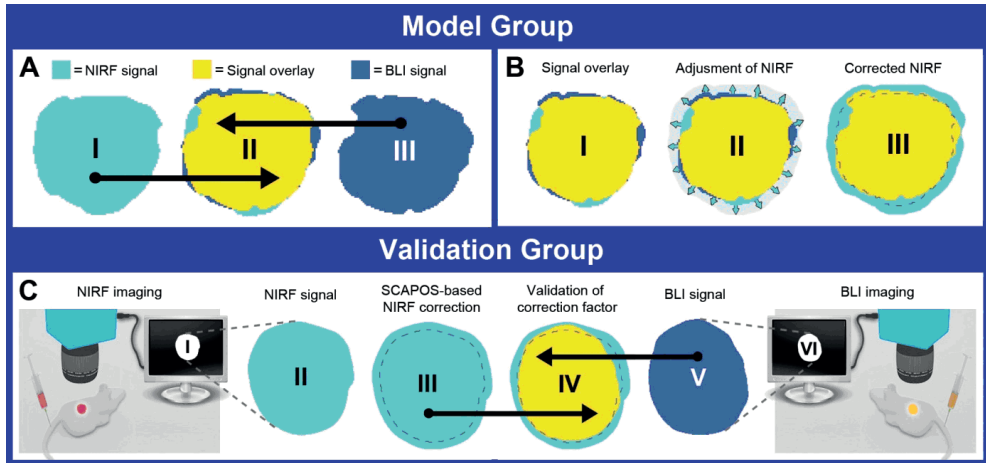 Model Group
A
= NIRF signal
= Signal overlay
= BLI signal
I
II
III
B
Signal overlay
Adjusment of NIRF
Corrected NIRF
I
II
III
Validation Group
C
NIRF imaging
NIRF signal
SCAPOS-based
NIRF correction
Validation of
correction factor
BLI signal
BLI imaging
I
II
III
IV
V
VI